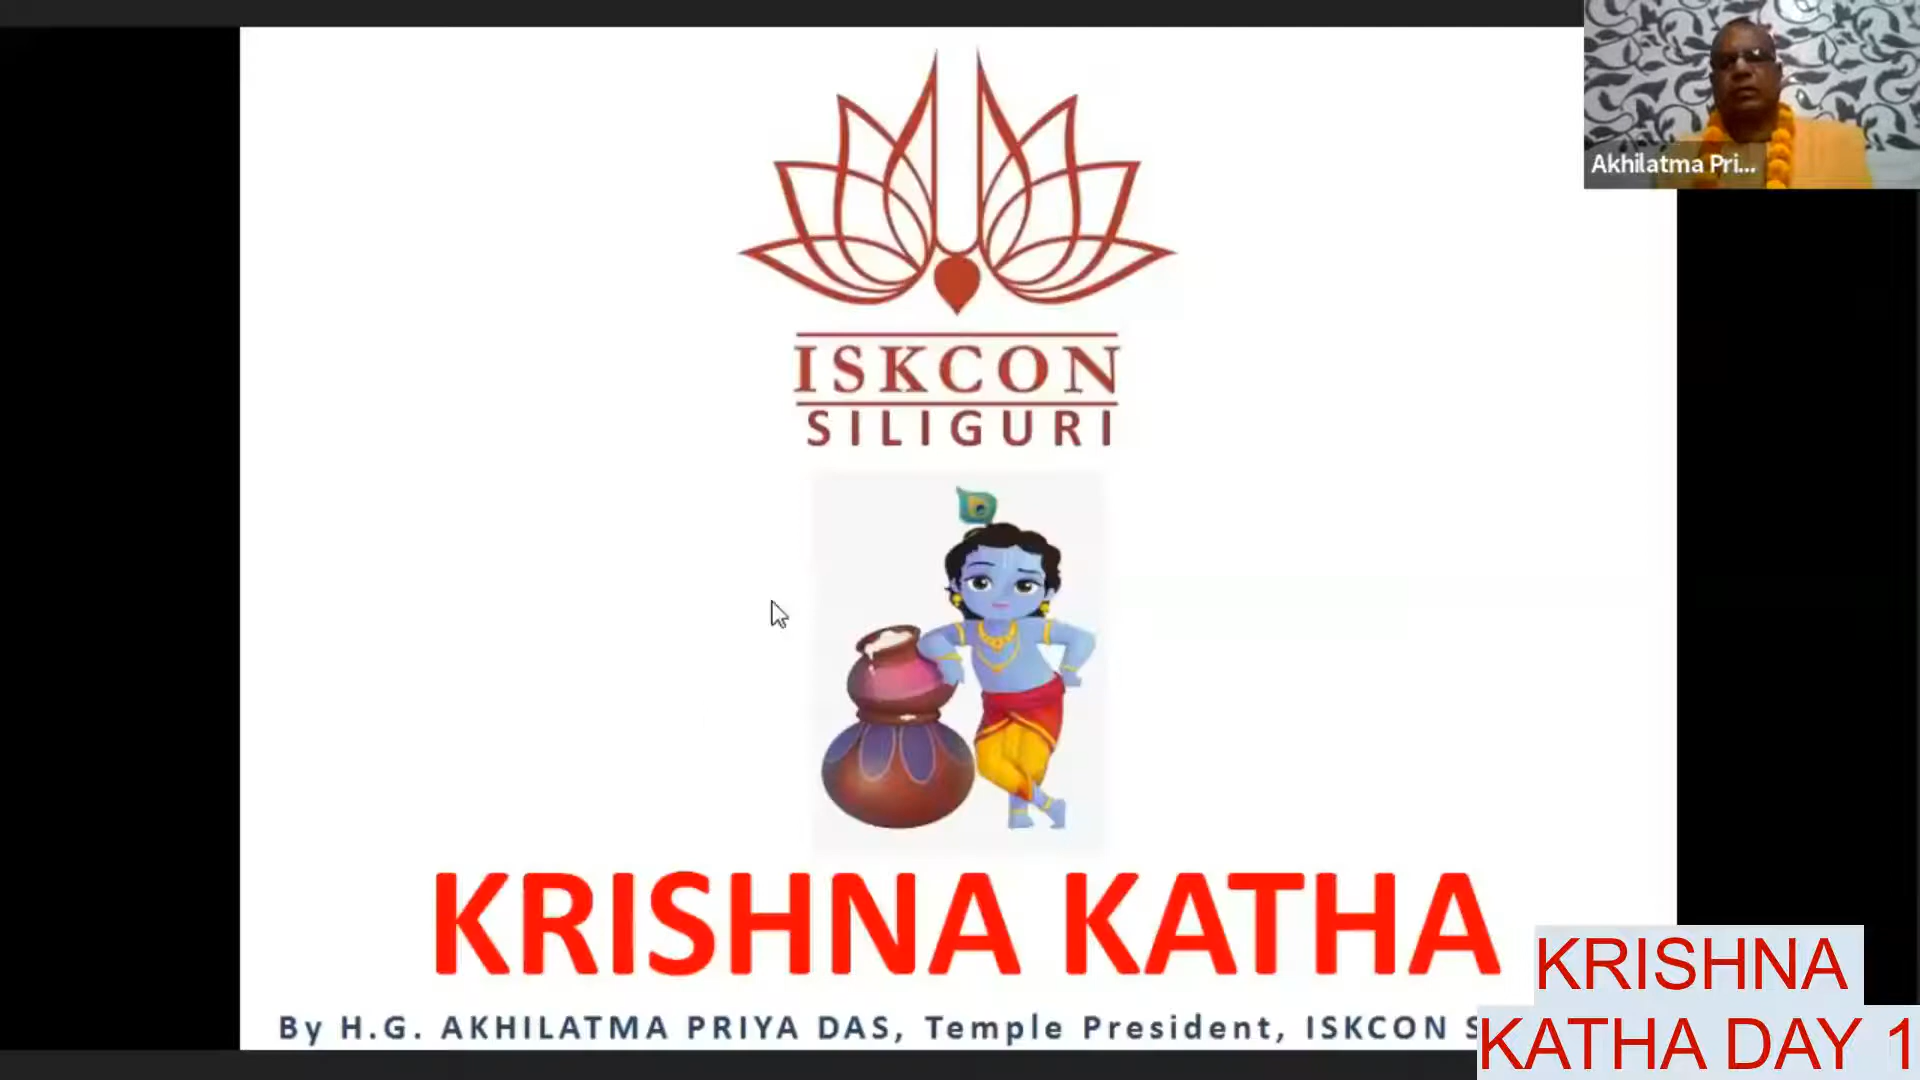 Akhilatma Pri...
ISKCON
SILIGURI
KRISHNA KATHA
By H.G. AKHILATMA PRIYA DAS, Temple President, ISKCON S
KRISHNA
KATHA DAY 1